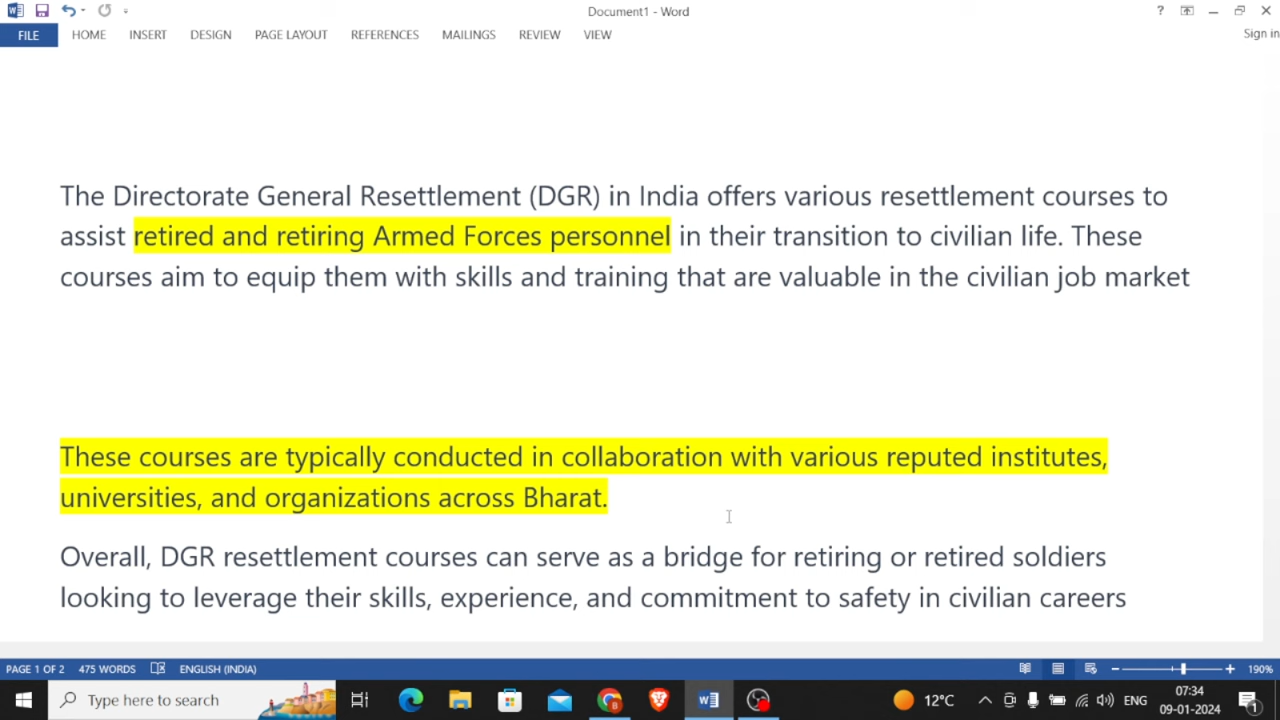 Document1 - Word
?
FILE HOME INSERT DESIGN PAGE LAYOUT REFERENCES MAILINGS REVIEW VIEW Sign in
The Directorate General Resettlement (DGR) in India offers various resettlement courses to
assist retired and retiring Armed Forces personnel in their transition to civilian life. These
courses aim to equip them with skills and training that are valuable in the civilian job market
These courses are typically conducted in collaboration with various reputed institutes,
universities, and organizations across Bharat.
Overall, DGR resettlement courses can serve as a bridge for retiring or retired soldiers
looking to leverage their skills, experience, and commitment to safety in civilian careers
PAGE 1 OF 2 475 WORDS ENGLISH (INDIA) 190%
Type here to search 12°C ENG 07:34
09-01-2024 1